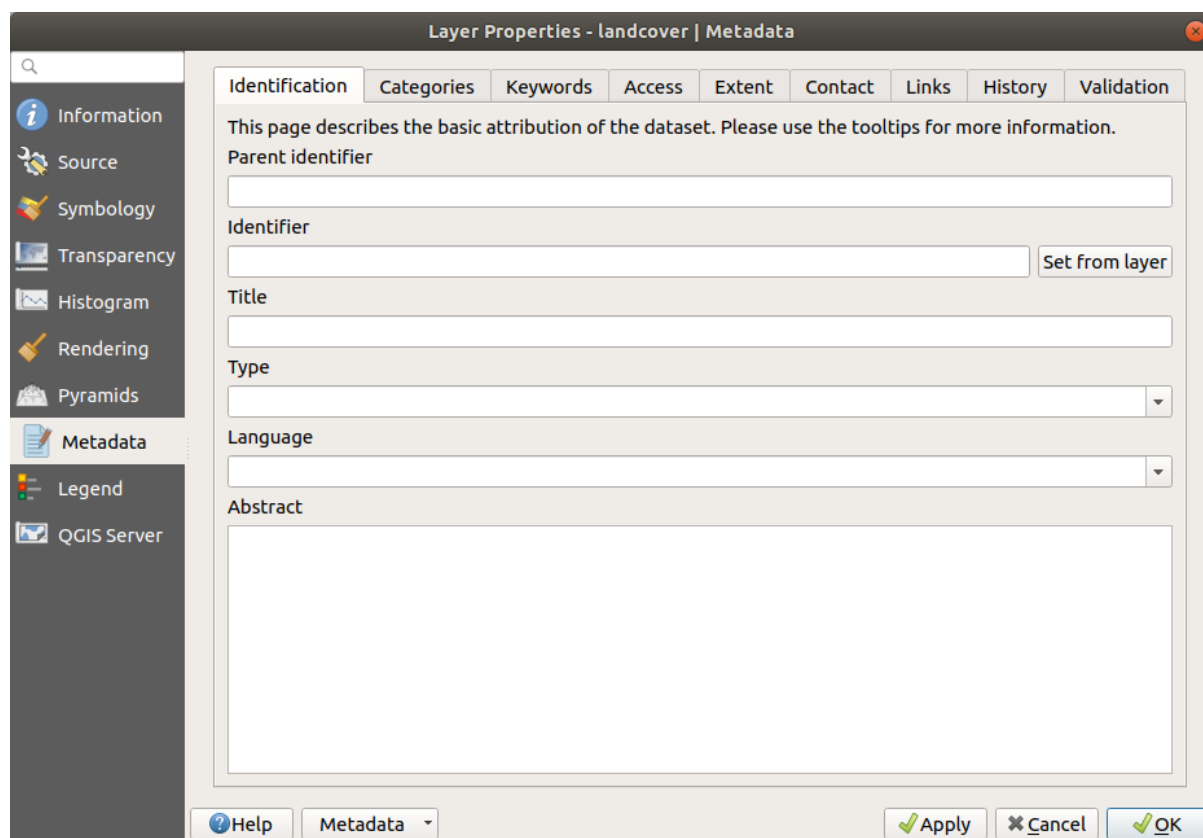 Layer Properties - landcover | Metadata
Information
Source
Symbology
Transparency
Histogram
Rendering
Pyramids
Metadata
Legend
QGIS Server
Identification Categories Keywords Access Extent Contact Links History Validation
This page describes the basic attribution of the dataset. Please use the tooltips for more information.
Parent identifier
Identifier
Set from layer
Title
Type
Language
Abstract
Help Metadata Apply Cancel OK